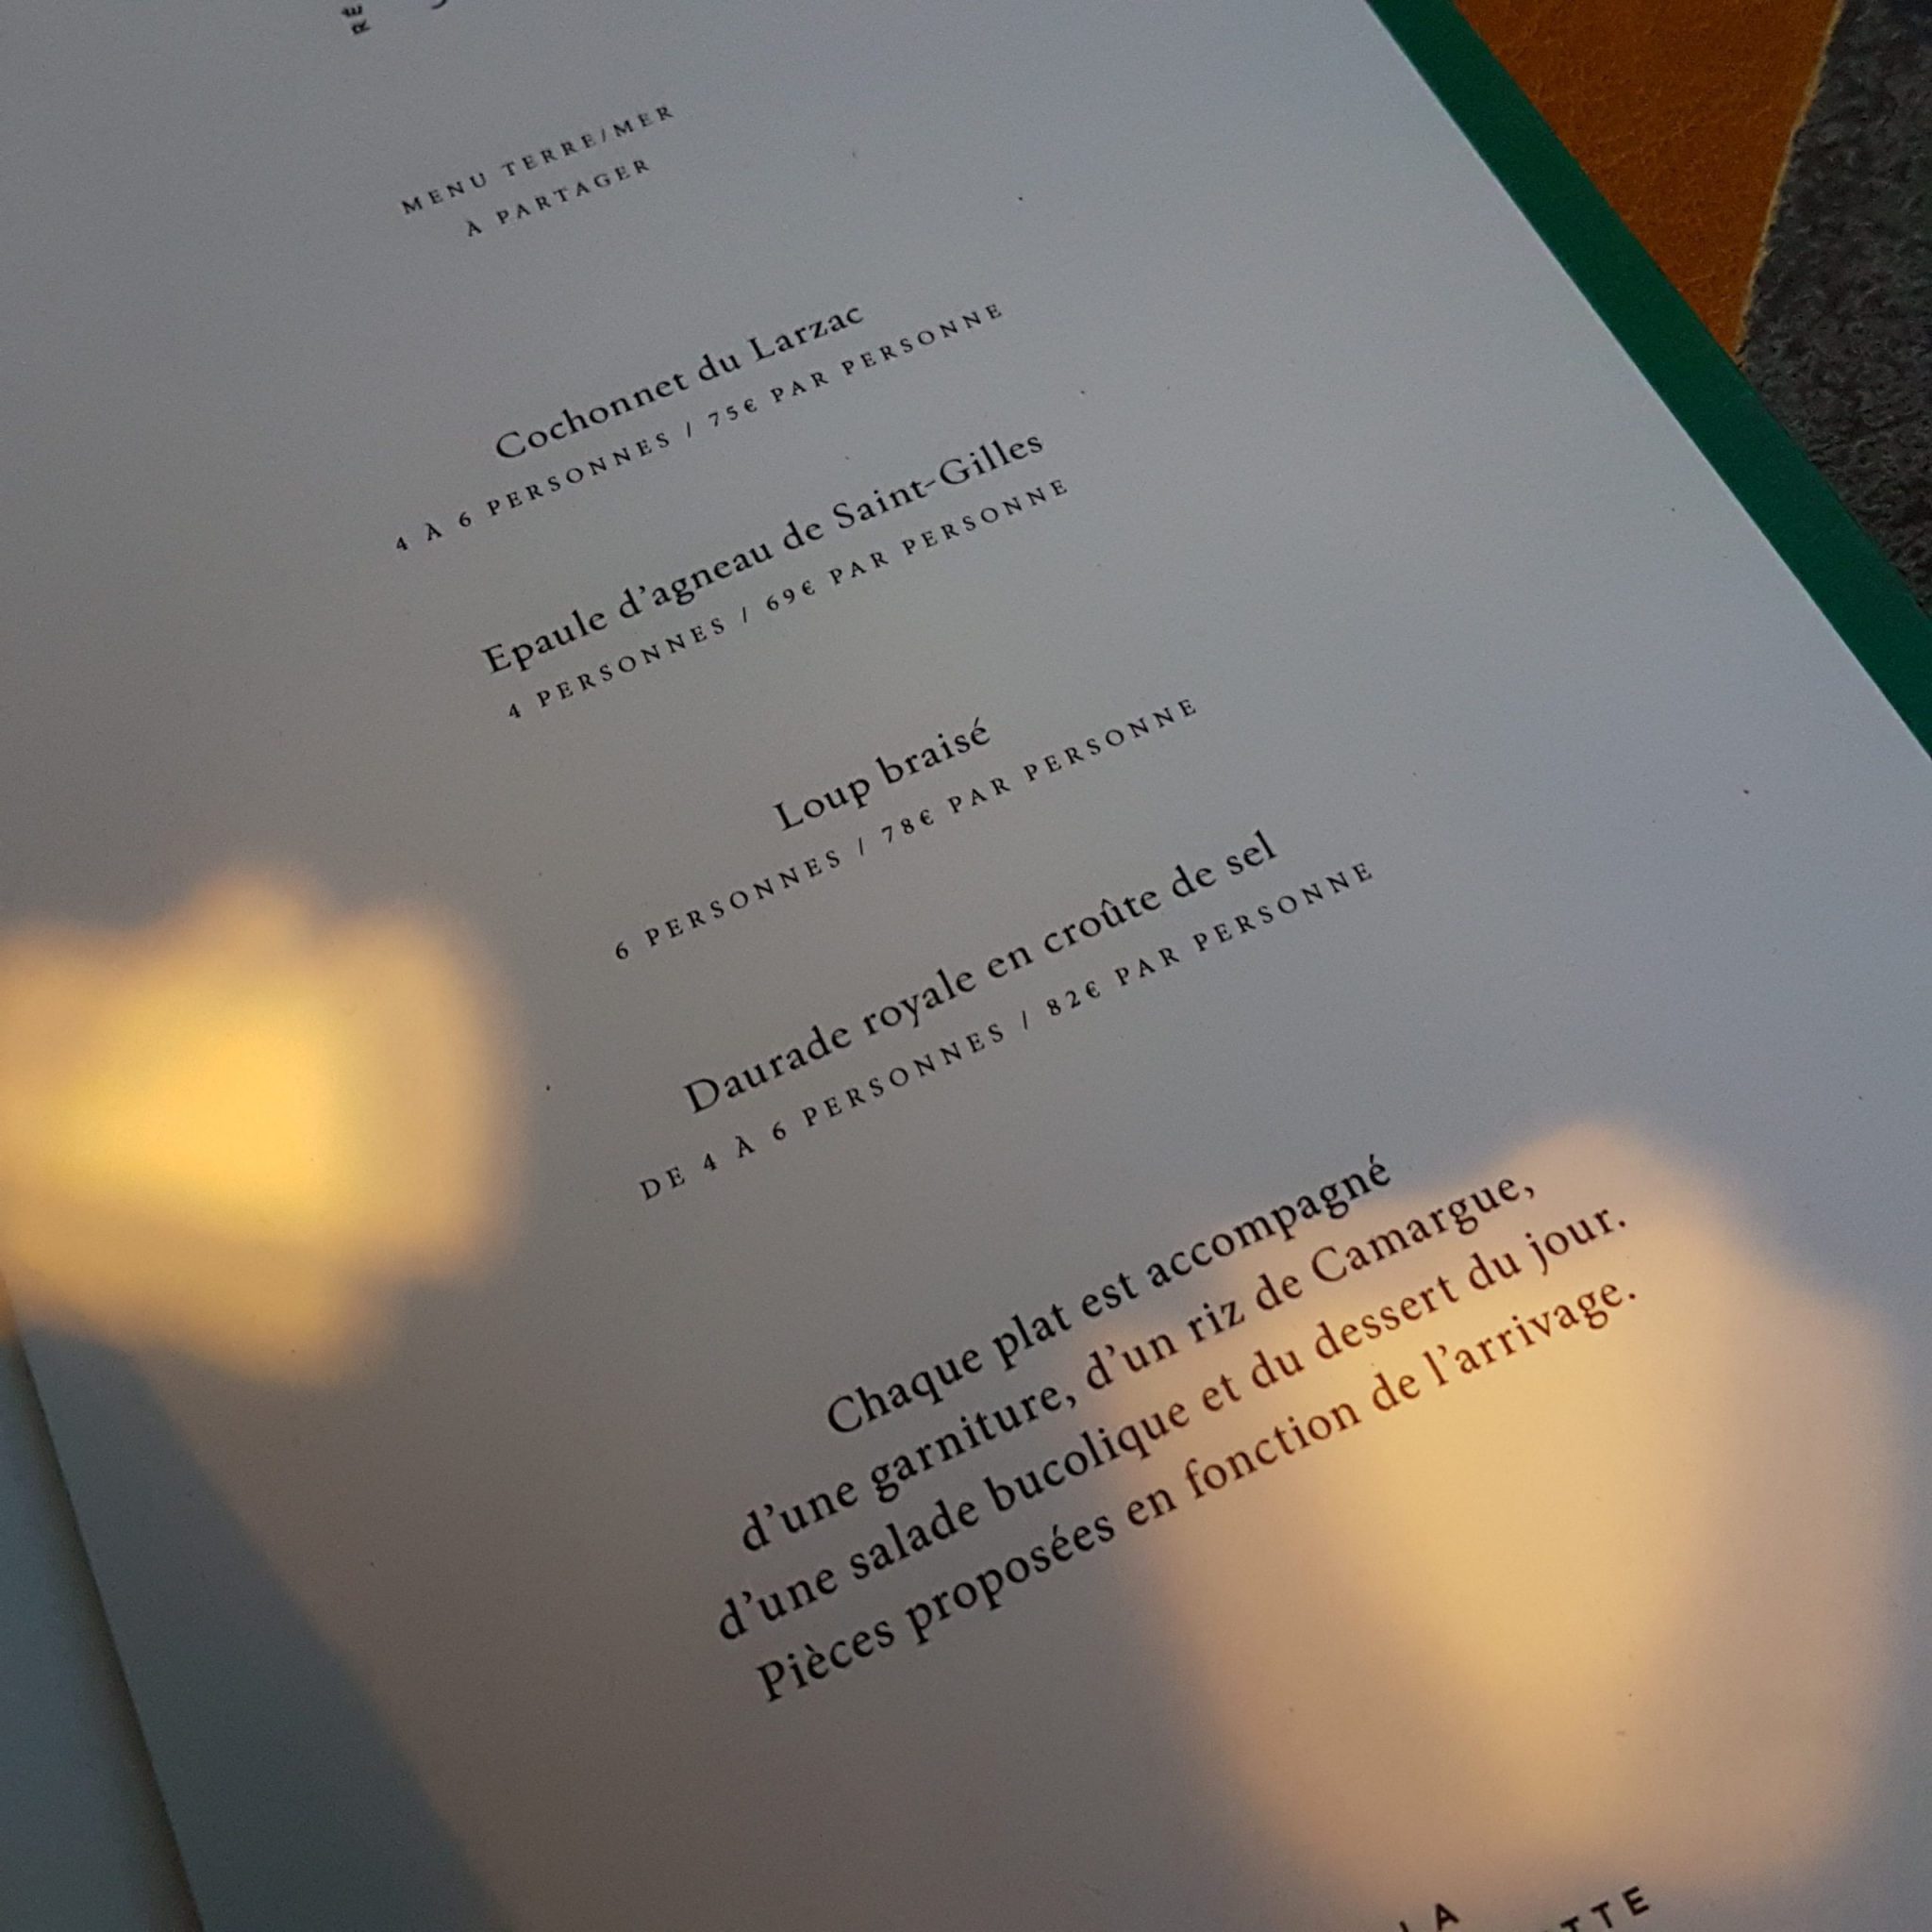 MENU TERRE/MER
À PARTAGER
Cochonnet du Larzac
4 À 6 PERSONNES / 75€ PAR PERSONNE
Epaule d'agneau de Saint-Gilles
4 PERSONNES / 69€ PAR PERSONNE
Loup braisé
6 PERSONNES / 78€ PAR PERSONNE
Daurade royale en croûte de sel
DE 4 À 6 PERSONNES / 82€ PAR PERSONNE
Chaque plat est accompagné
d'une garniture, d'un riz de Camargue,
d'une salade bucolique et du dessert du jour.
Pièces proposées en fonction de l'arrivage.
LA